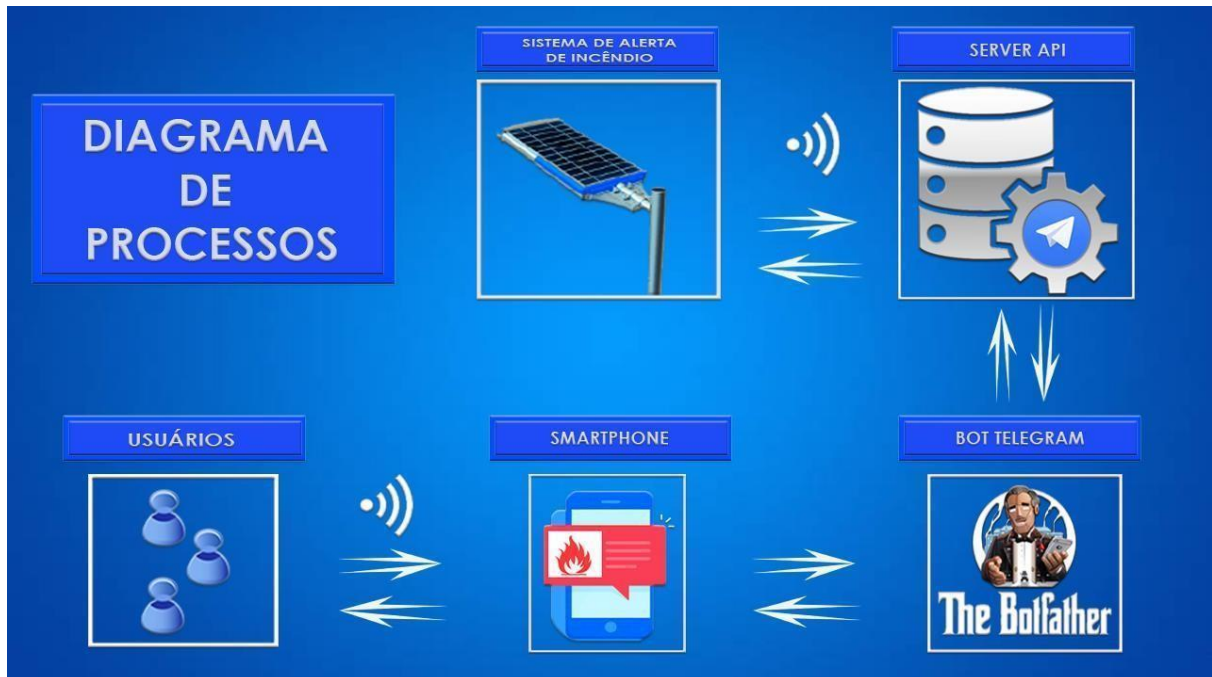 DIAGRAMA
DE
PROCESSOS
SISTEMA DE ALERTA
DE INCÊNDIO
SERVER API
USUÁRIOS
SMARTPHONE
BOT TELEGRAM
The Botfather